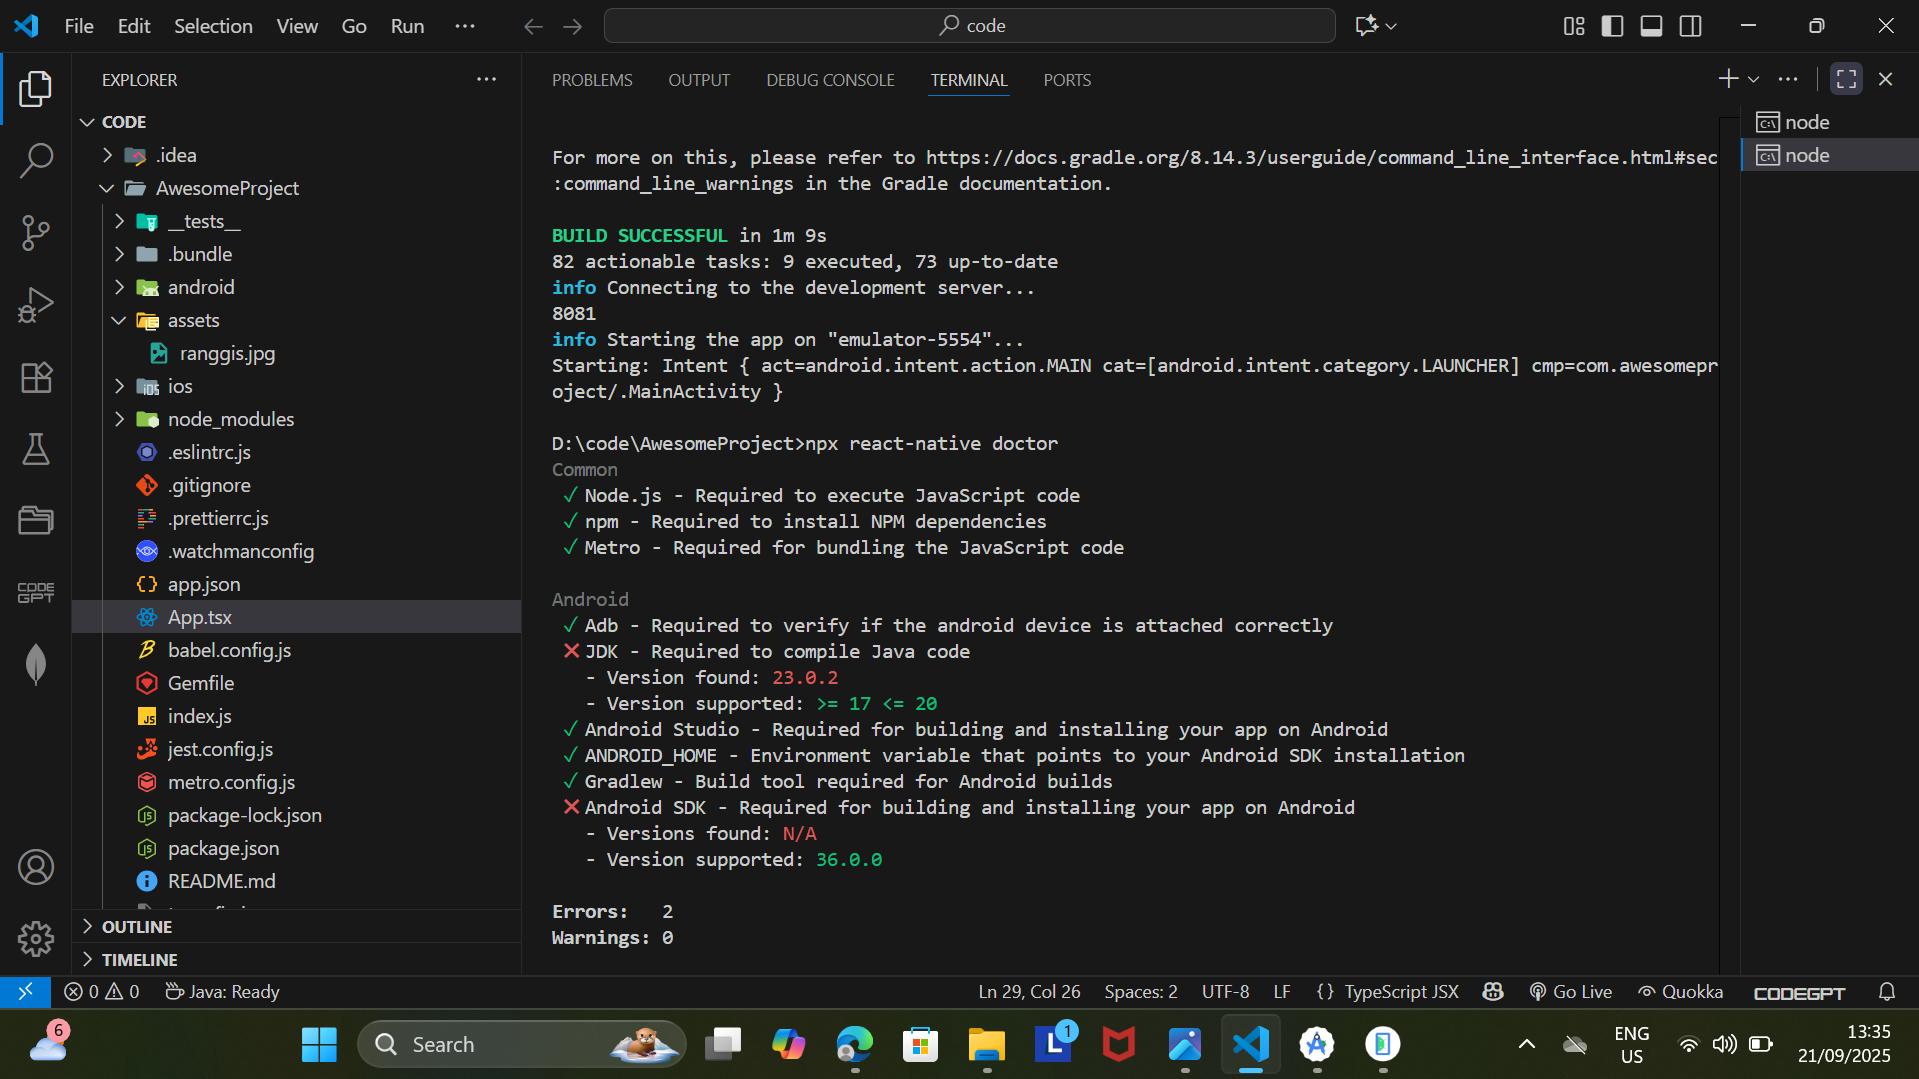 File Edit Selection View Go Run ···
code
EXPLORER
CODE
.idea
AwesomeProject
__tests__
.bundle
android
assets
ranggis.jpg
ios
node_modules
.eslintrc.js
.gitignore
.prettierrc.js
.watchmanconfig
app.json
App.tsx
babel.config.js
Gemfile
index.js
jest.config.js
metro.config.js
package-lock.json
package.json
README.md
OUTLINE
TIMELINE
CODE
GPT
PROBLEMS OUTPUT DEBUG CONSOLE TERMINAL PORTS
node
node
For more on this, please refer to https://docs.gradle.org/8.14.3/userguide/command_line_interface.html#sec
:command_line_warnings in the Gradle documentation.
BUILD SUCCESSFUL in 1m 9s
82 actionable tasks: 9 executed, 73 up-to-date
info Connecting to the development server...
8081
info Starting the app on "emulator-5554"...
Starting: Intent { act=android.intent.action.MAIN cat=[android.intent.category.LAUNCHER] cmp=com.awesomepr
oject/.MainActivity }
D:\code\AwesomeProject>npx react-native doctor
Common
✓ Node.js - Required to execute JavaScript code
✓ npm - Required to install NPM dependencies
✓ Metro - Required for bundling the JavaScript code
Android
✓ Adb - Required to verify if the android device is attached correctly
✕ JDK - Required to compile Java code
- Version found: 23.0.2
- Version supported: >= 17 <= 20
✓ Android Studio - Required for building and installing your app on Android
✓ ANDROID_HOME - Environment variable that points to your Android SDK installation
✓ Gradlew - Build tool required for Android builds
✕ Android SDK - Required for building and installing your app on Android
- Versions found: N/A
- Version supported: 36.0.0
Errors: 2
Warnings: 0
0 0 Java: Ready Ln 29, Col 26 Spaces: 2 UTF-8 LF {} TypeScript JSX Go Live Quokka CODEGPT
6 Search L 1 ENG 13:35
US 21/09/2025